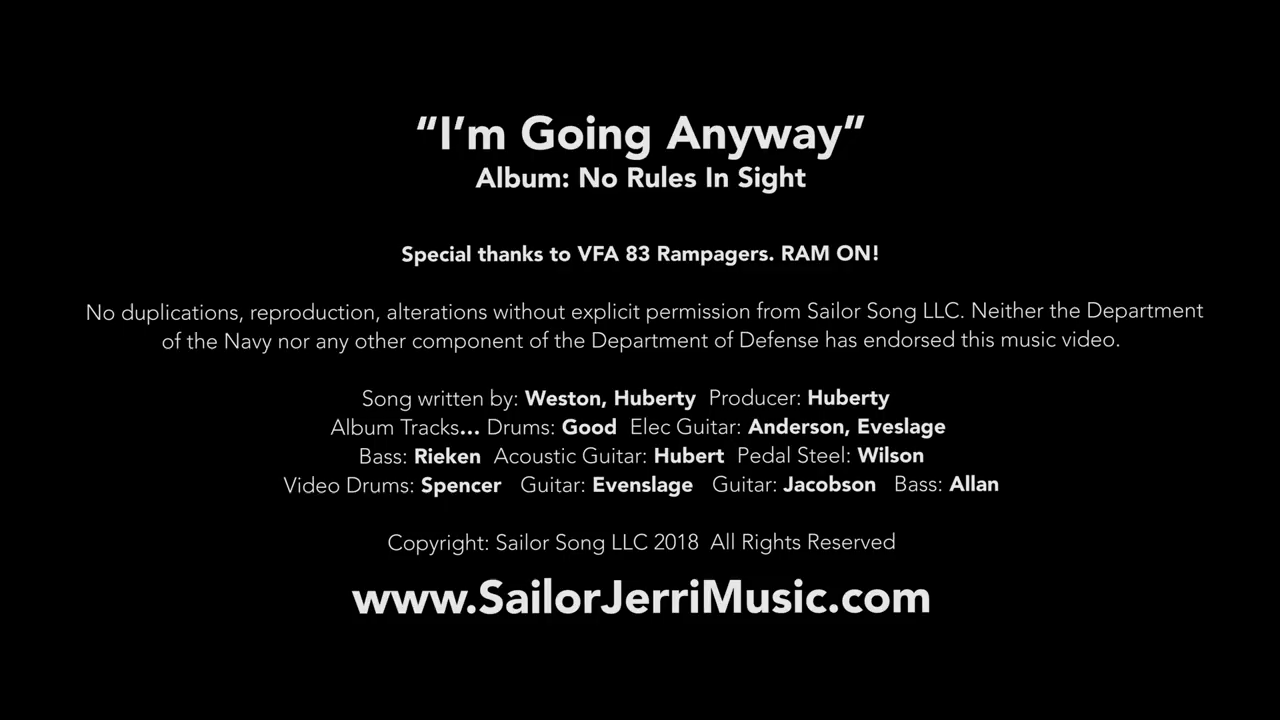 “I’m Going Anyway”
Album: No Rules In Sight
Special thanks to VFA 83 Rampagers. RAM ON!
No duplications, reproduction, alterations without explicit permission from Sailor Song LLC. Neither the Department
of the Navy nor any other component of the Department of Defense has endorsed this music video.
Song written by: Weston, Huberty Producer: Huberty
Album Tracks... Drums: Good Elec Guitar: Anderson, Eveslage
Bass: Rieken Acoustic Guitar: Hubert Pedal Steel: Wilson
Video Drums: Spencer Guitar: Evenslage Guitar: Jacobson Bass: Allan
Copyright: Sailor Song LLC 2018 All Rights Reserved
www.SailorJerriMusic.com